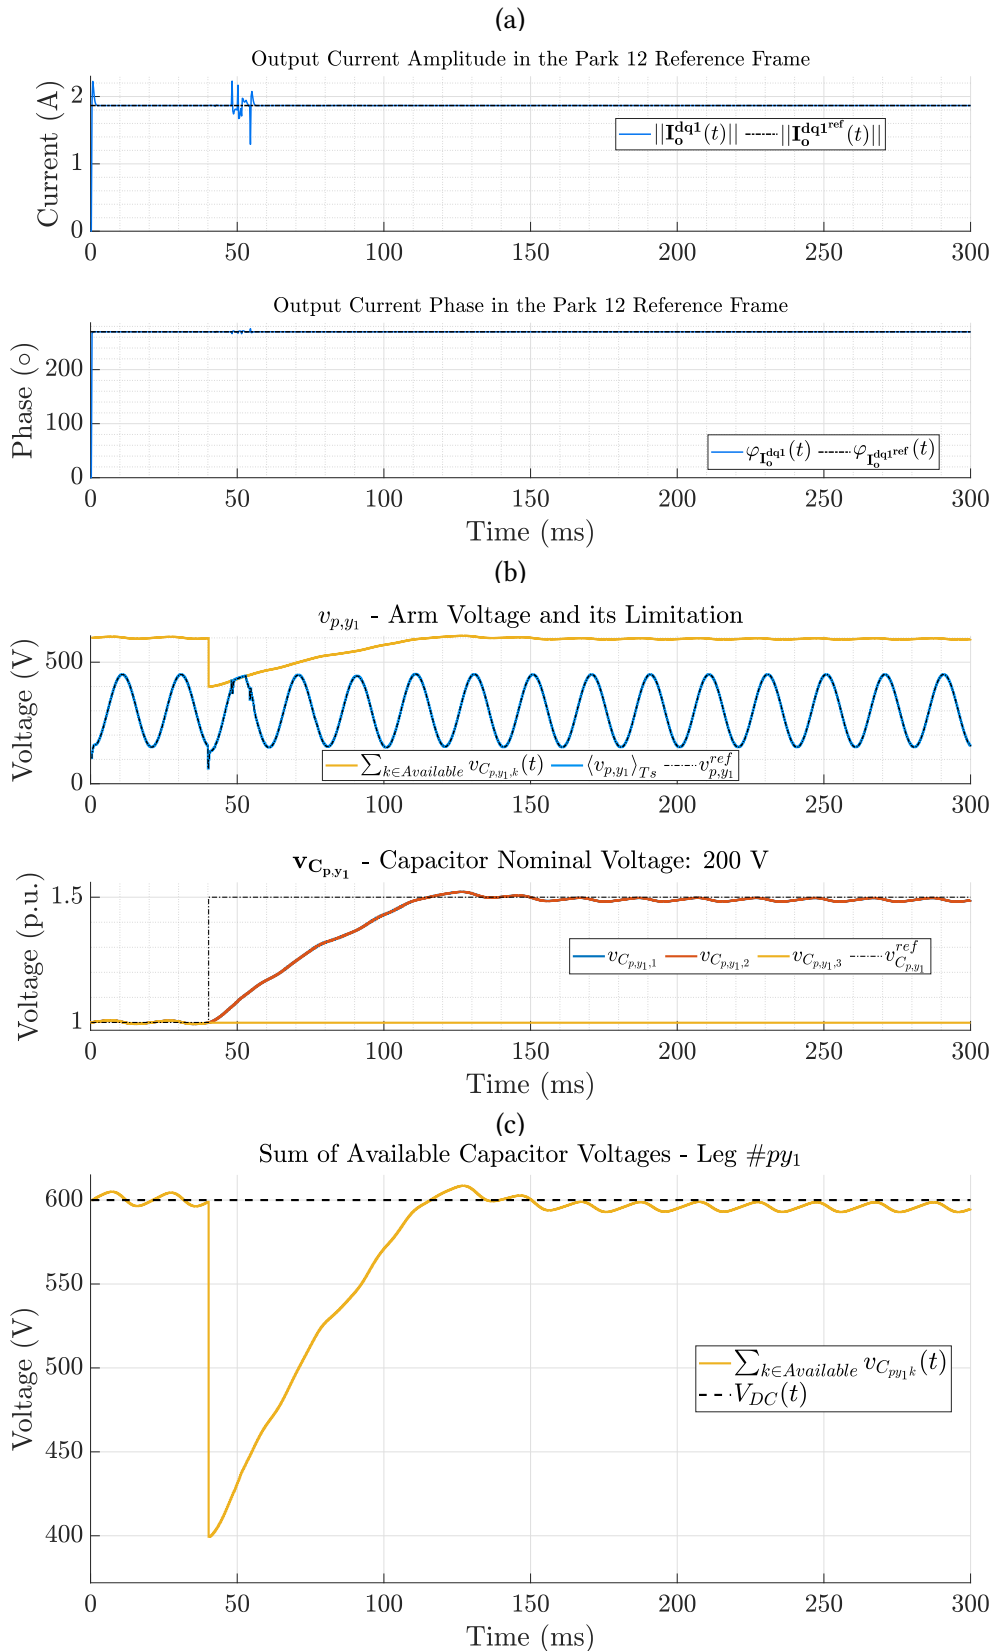 (a)
Output Current Amplitude in the Park 12 Reference Frame
Current (A)
2
1
0
||I_o^{dq1}(t)|| ||I_o^{dq1^{ref}}(t)||
0 50 100 150 200 250 300
Output Current Phase in the Park 12 Reference Frame
Phase (○)
200
100
0
φ_{I_o^{dq1}}(t) φ_{I_o^{dq1^{ref}}}(t)
0 50 100 150 200 250 300
Time (ms)
(b)
v_{p,y_1} - Arm Voltage and its Limitation
Voltage (V)
500
0
∑_{k∈Available} v_{C_{p,y_1,k}}(t) ⟨v_{p,y_1}⟩_{Ts} v_{p,y_1}^{ref}
0 50 100 150 200 250 300
v_{C_{p,y_1}} - Capacitor Nominal Voltage: 200 V
Voltage (p.u.)
1.5
1
v_{C_{p,y_1,1}} v_{C_{p,y_1,2}} v_{C_{p,y_1,3}} v_{C_{p,y_1}}^{ref}
0 50 100 150 200 250 300
Time (ms)
(c)
Sum of Available Capacitor Voltages - Leg #py_1
Voltage (V)
600
550
500
450
400
∑_{k∈Available} v_{C_{py_1k}}(t)
V_{DC}(t)
0 50 100 150 200 250 300
Time (ms)